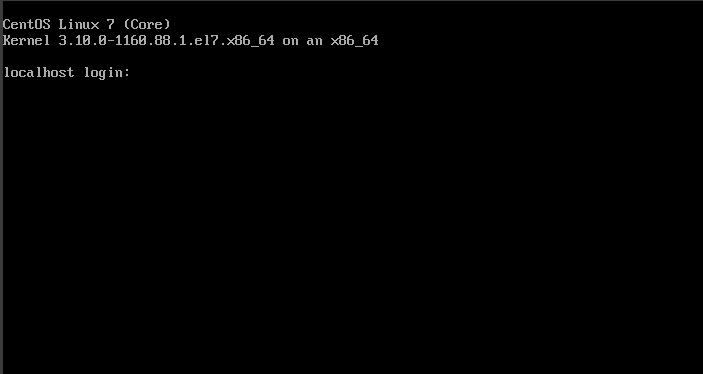 CentOS Linux 7 (Core)
Kernel 3.10.0-1160.88.1.el7.x86_64 on an x86_64
localhost login: